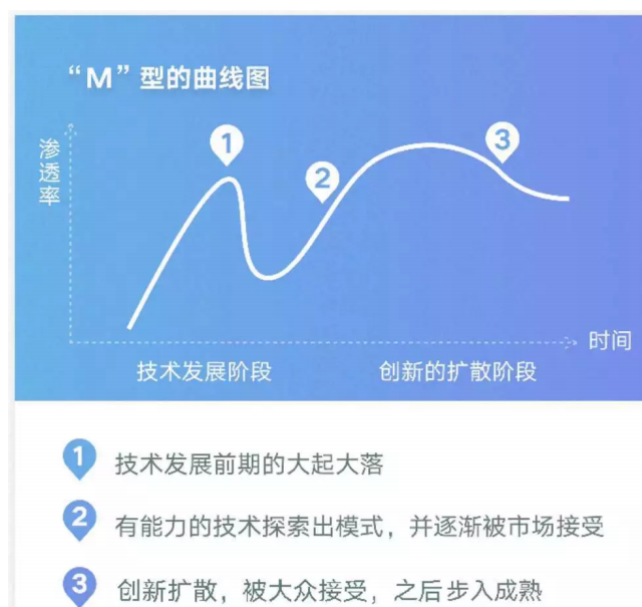 “M”型的曲线图
渗透率
1
2
3
时间
技术发展阶段
创新的扩散阶段
1 技术发展前期的大起大落
2 有能力的技术探索出模式，并逐渐被市场接受
3 创新扩散，被大众接受，之后步入成熟